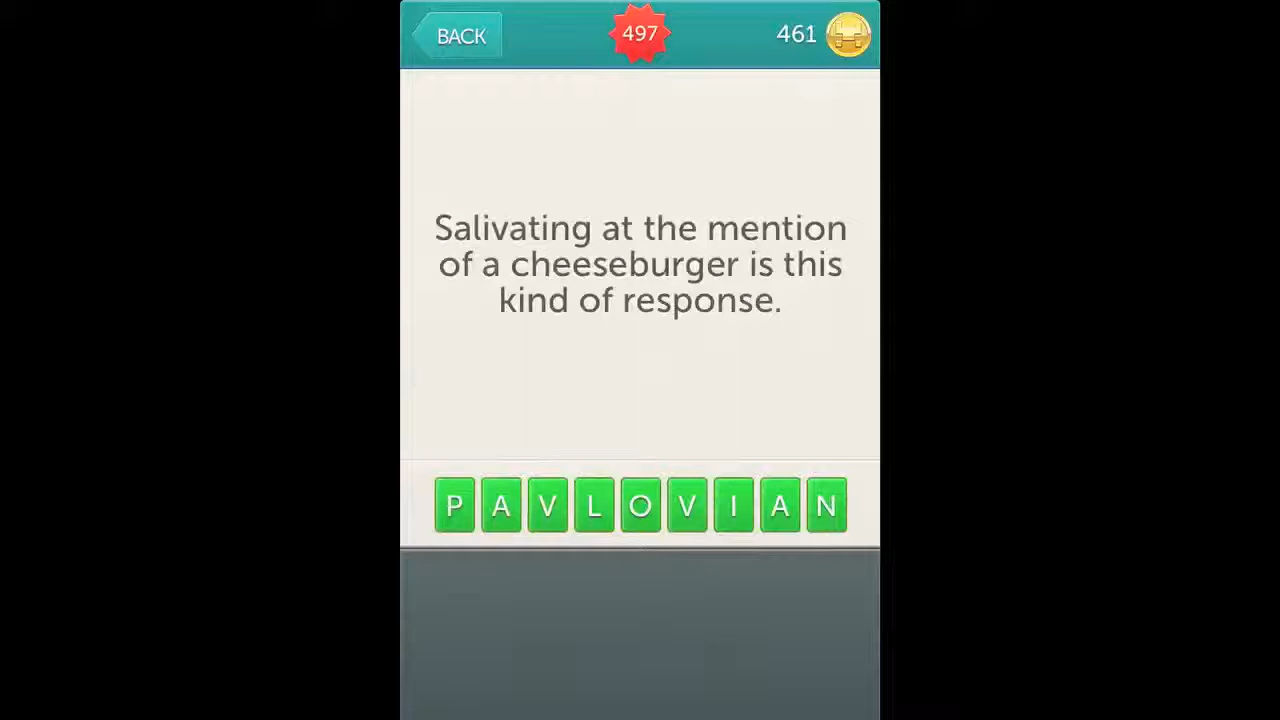 BACK
497
461
Salivating at the mention
of a cheeseburger is this
kind of response.
PAVLOVIAN